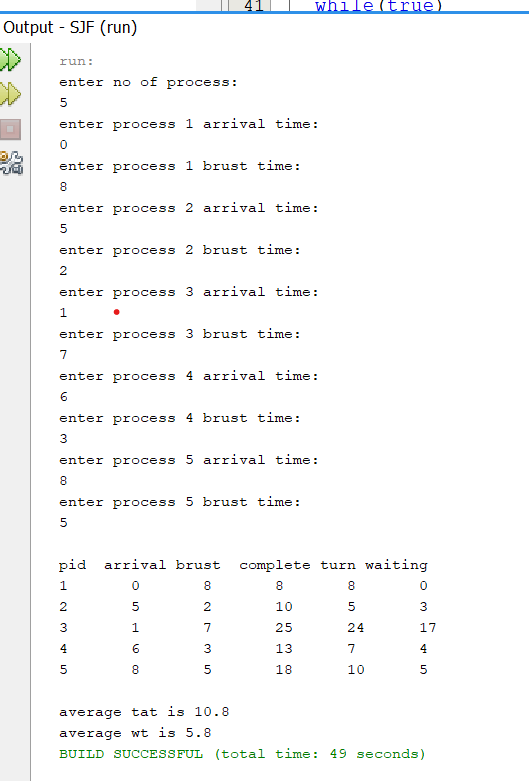 41 while(true)
Output - SJF (run)
run:
enter no of process:
5
enter process 1 arrival time:
0
enter process 1 brust time:
8
enter process 2 arrival time:
5
enter process 2 brust time:
2
enter process 3 arrival time:
1
enter process 3 brust time:
7
enter process 4 arrival time:
6
enter process 4 brust time:
3
enter process 5 arrival time:
8
enter process 5 brust time:
5
pid arrival brust complete turn waiting
1 0 8 8 8 0
2 5 2 10 5 3
3 1 7 25 24 17
4 6 3 13 7 4
5 8 5 18 10 5
average tat is 10.8
average wt is 5.8
BUILD SUCCESSFUL (total time: 49 seconds)